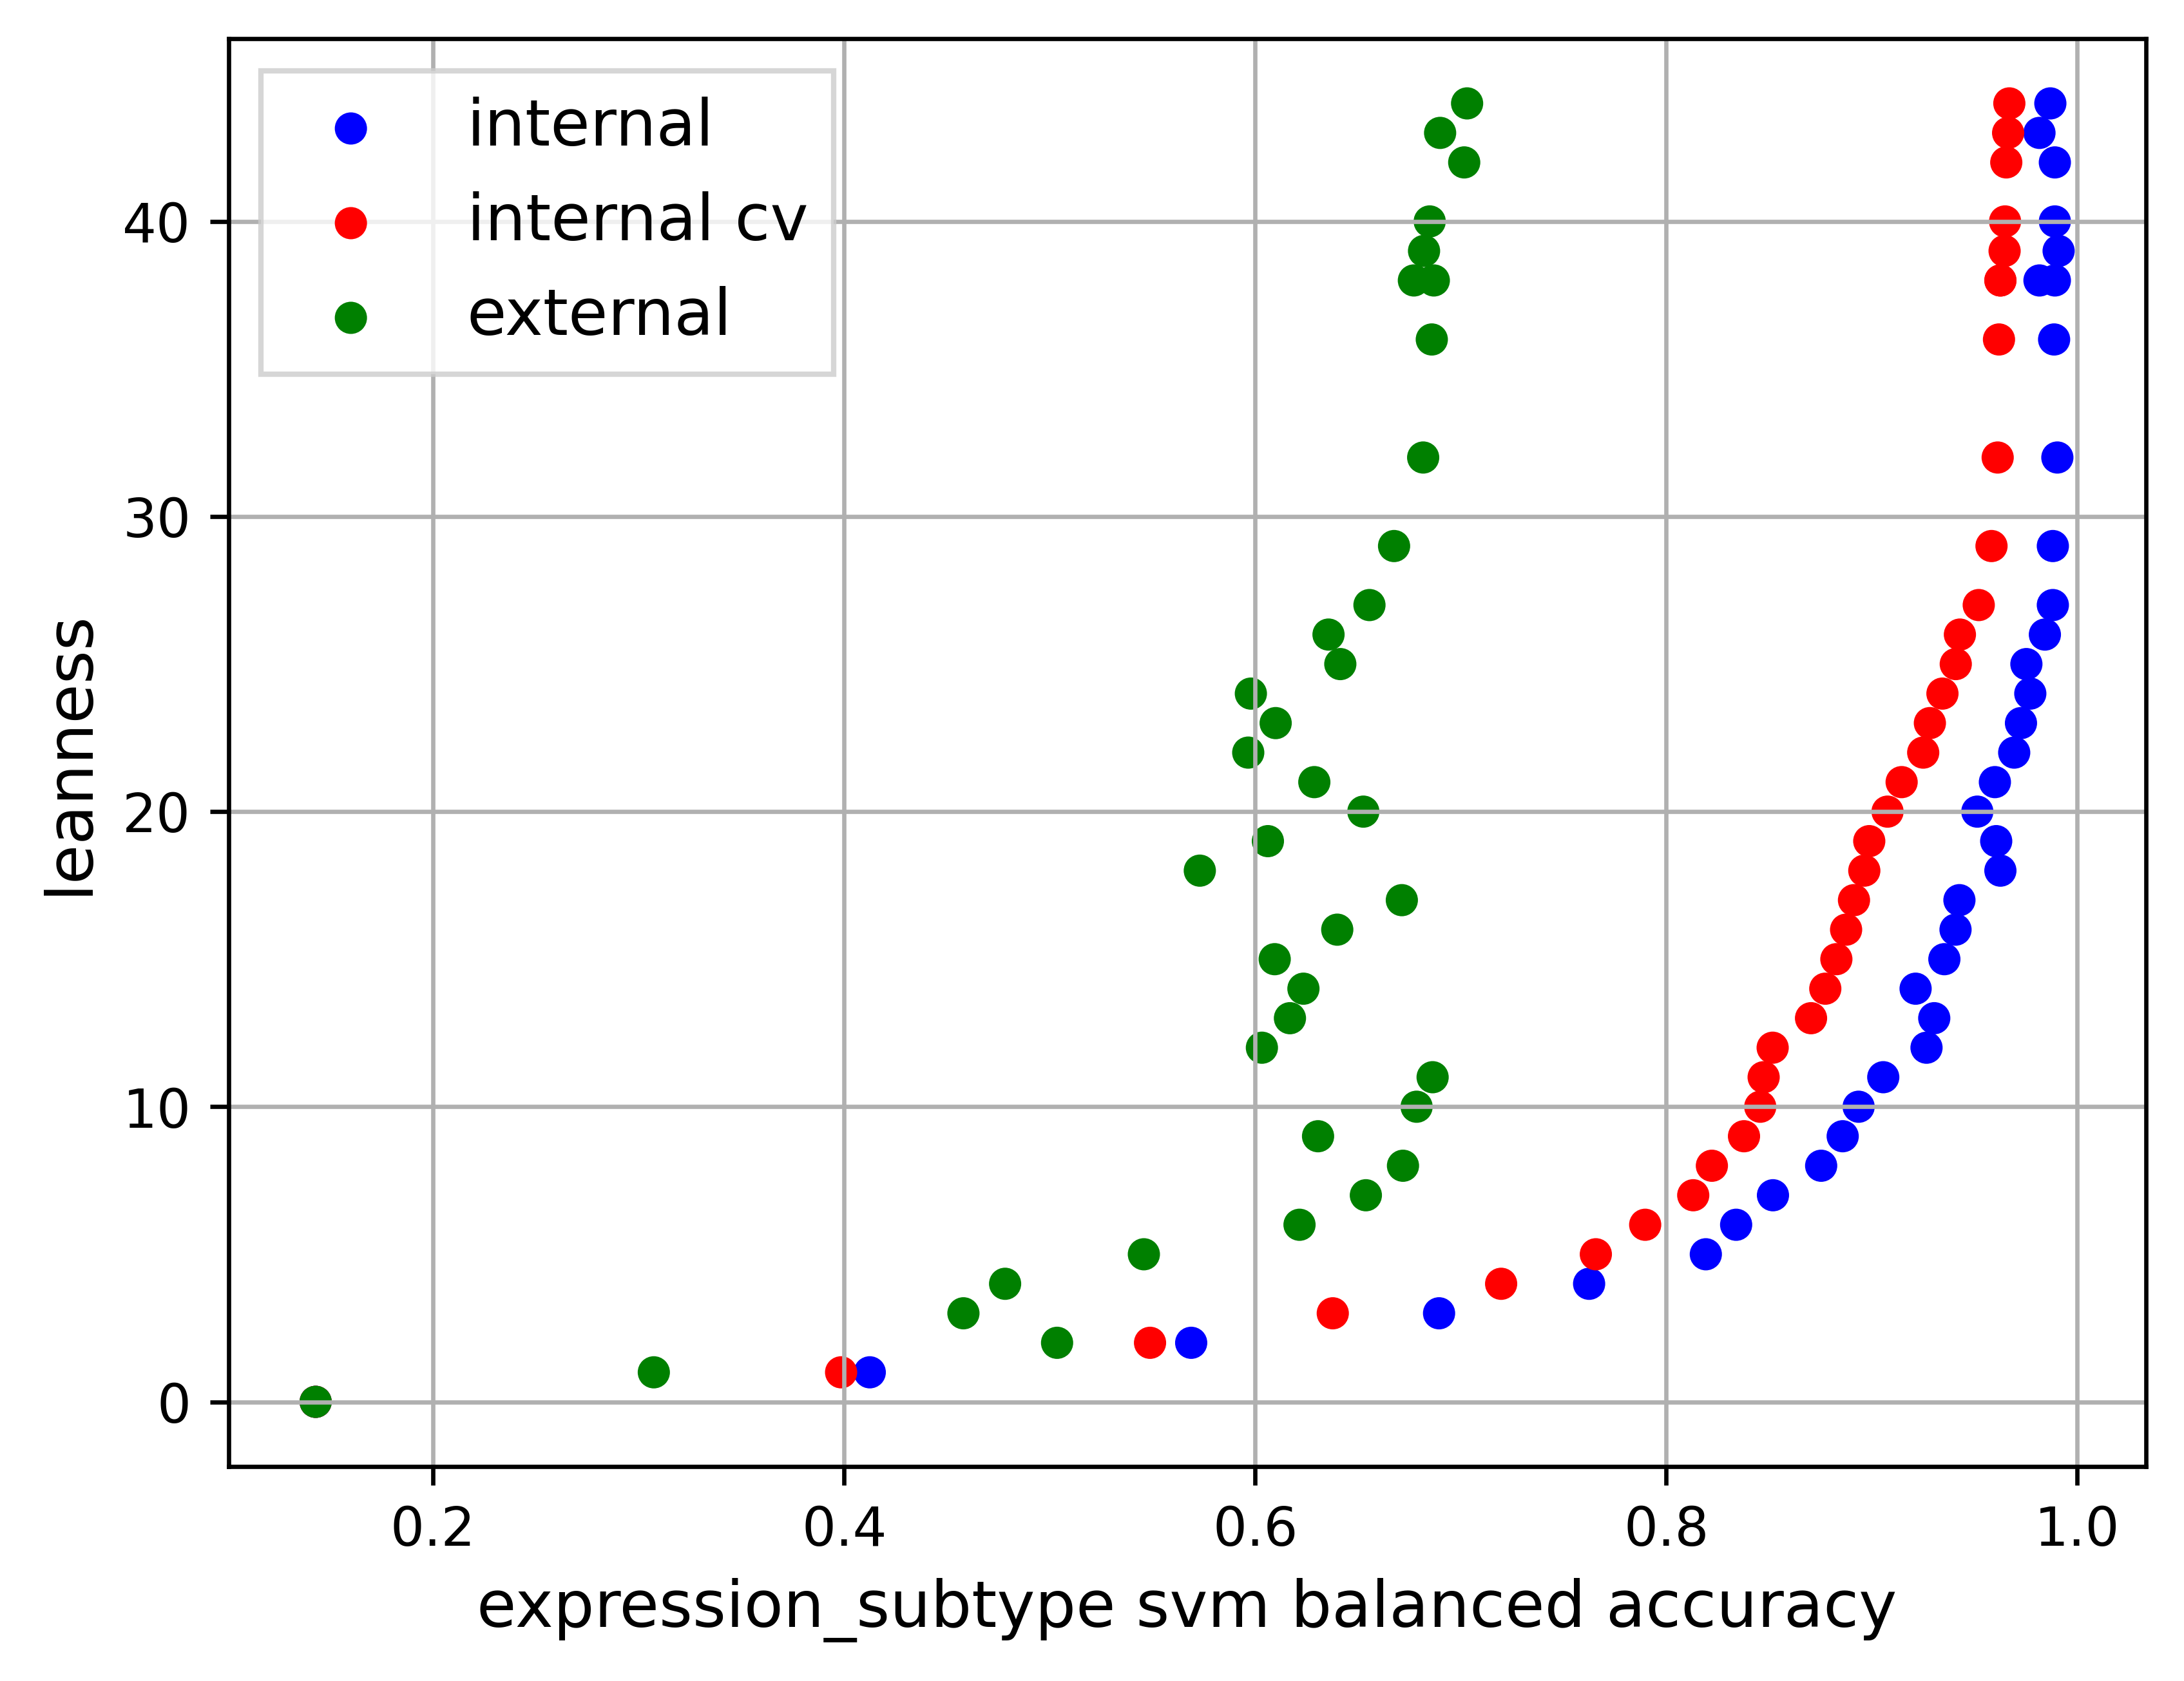 internal
internal cv
external
40
30
20
10
0
leanness
0.2 0.4 0.6 0.8 1.0
expression_subtype svm balanced accuracy